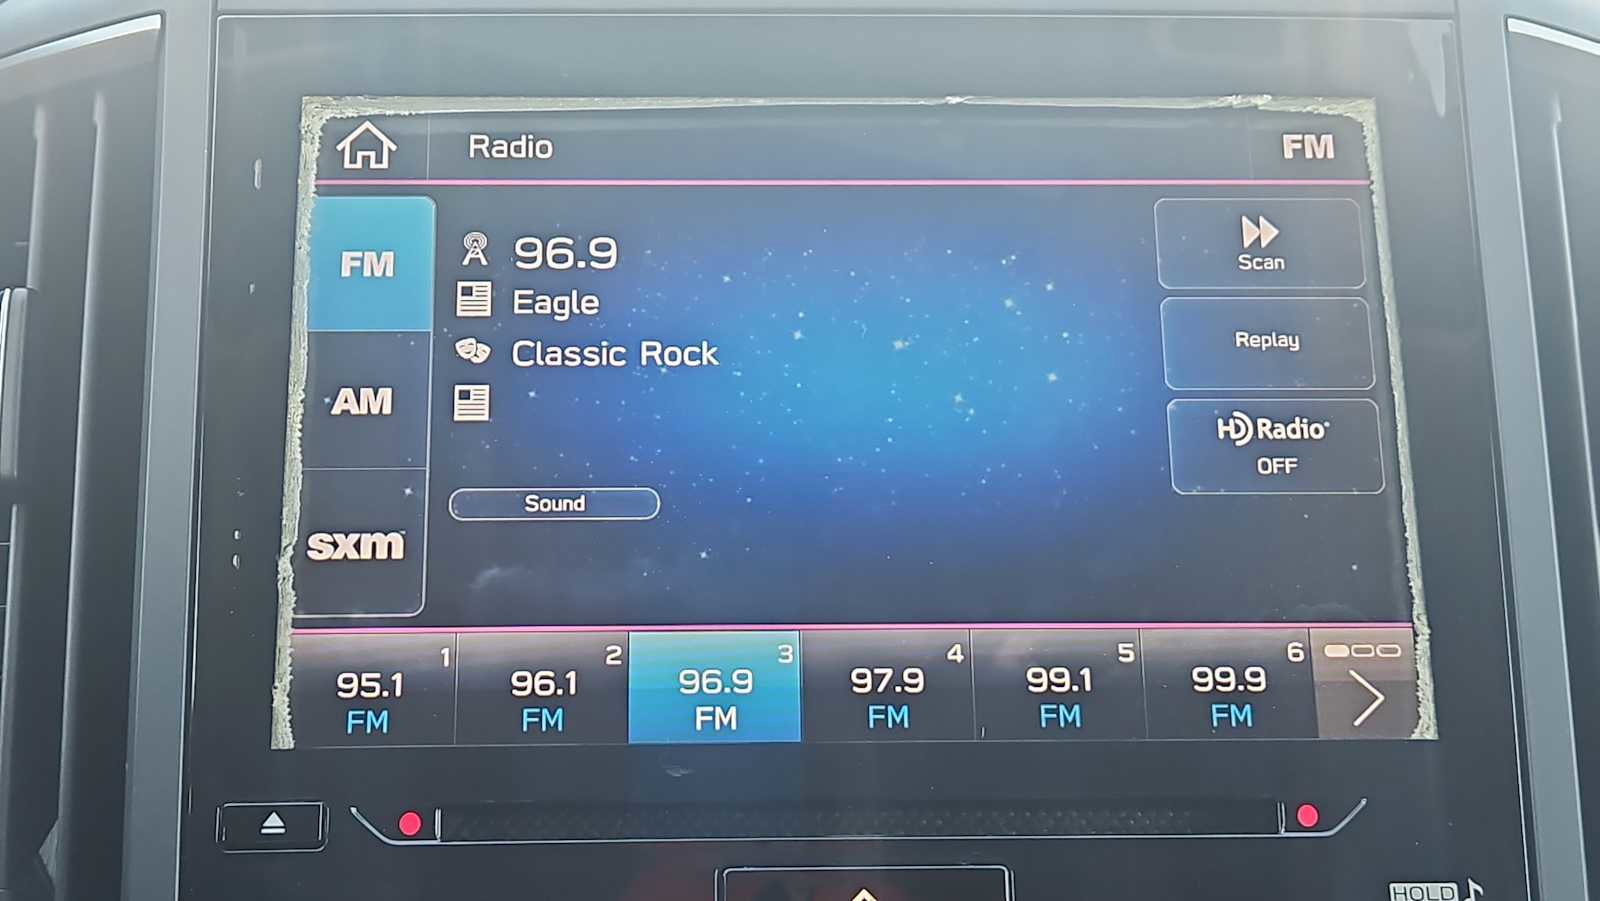 Radio
FM
FM
AM
sxm
96.9
Eagle
Classic Rock
Sound
Scan
Replay
HD Radio
OFF
1
95.1
FM
2
96.1
FM
3
96.9
FM
4
97.9
FM
5
99.1
FM
6
99.9
FM
HOLD